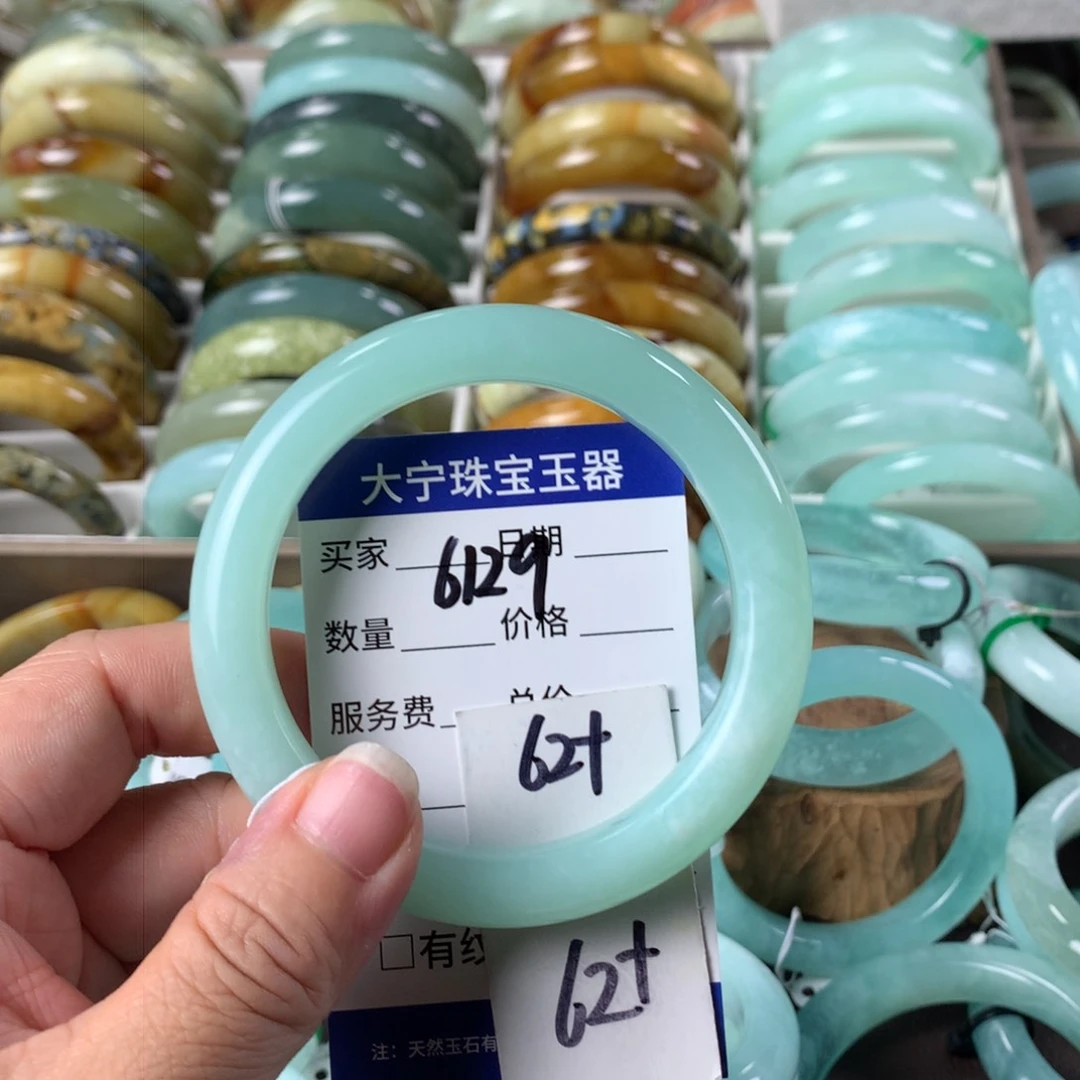 大宁珠宝玉器
买家 日期
6129
数量 价格
服务费 总价
62+
□有纹
62+
注：天然玉石有